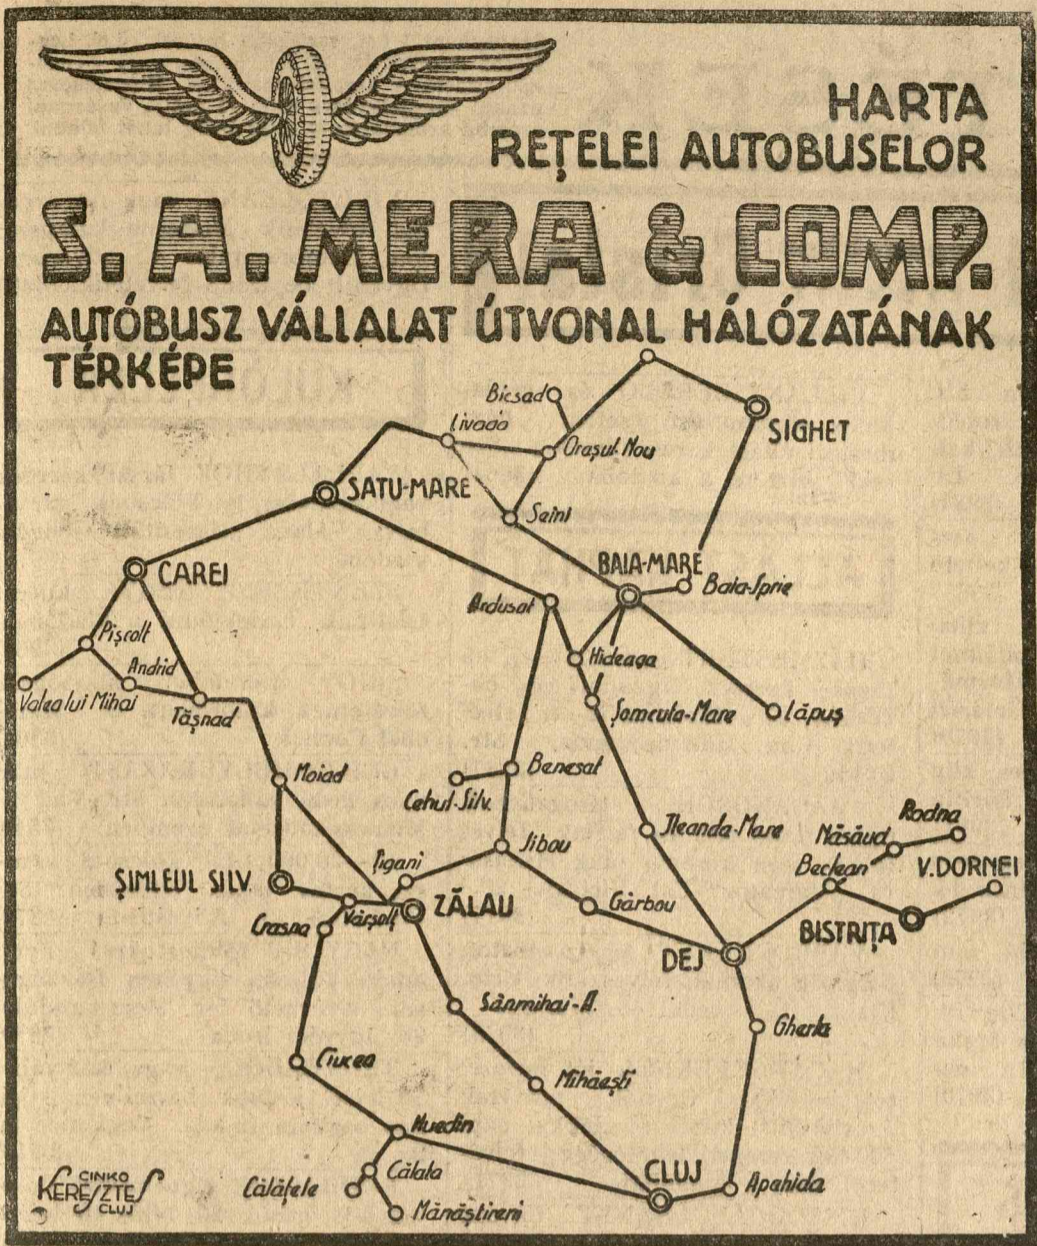 HARTA
REȚELEI AUTOBUSELOR
S. A. MERA & COMP.
AUTÓBUSZ VÁLLALAT ÚTVONAL HÁLÓZATÁNAK
TÉRKÉPE
Bicsad
Livada
SIGHET
Orașul-Nou
SATU-MARE
Seini
BAIA-MARE
CAREI
Baia-Sprie
Ardusat
Pișcolt
Hideaga
Andrid
Valea lui Mihai
Tășnad
Șomcuta-Mare
Lăpuș
Moiad
Benesat
Cehul-Silv.
Rodna
Ileanda-Mare
Năsăud
Jibou
Țigani
Beclean
V. DORNEI
ȘIMLEUL SILV.
Vârșolț
ZĂLAU
Gârbou
Crasna
BISTRIȚA
DEJ
Sânmihai-A.
Gherla
Ciucea
Mihăești
Huedin
Călata
CLUJ
Călățele
Apahida
Mănăștireni
CINKO
KERESZTES
CLUJ